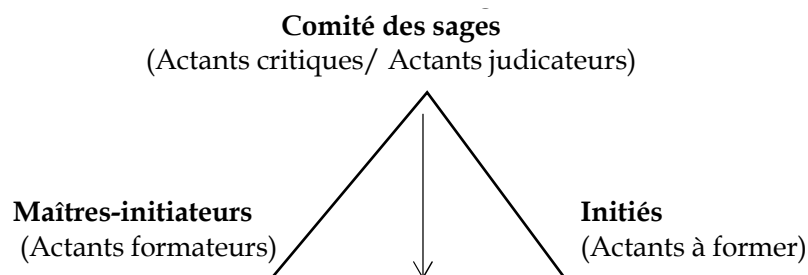 Comité des sages
(Actants critiques/ Actants judicateurs)
Maîtres-initiateurs
(Actants formateurs)
Initiés
(Actants à former)